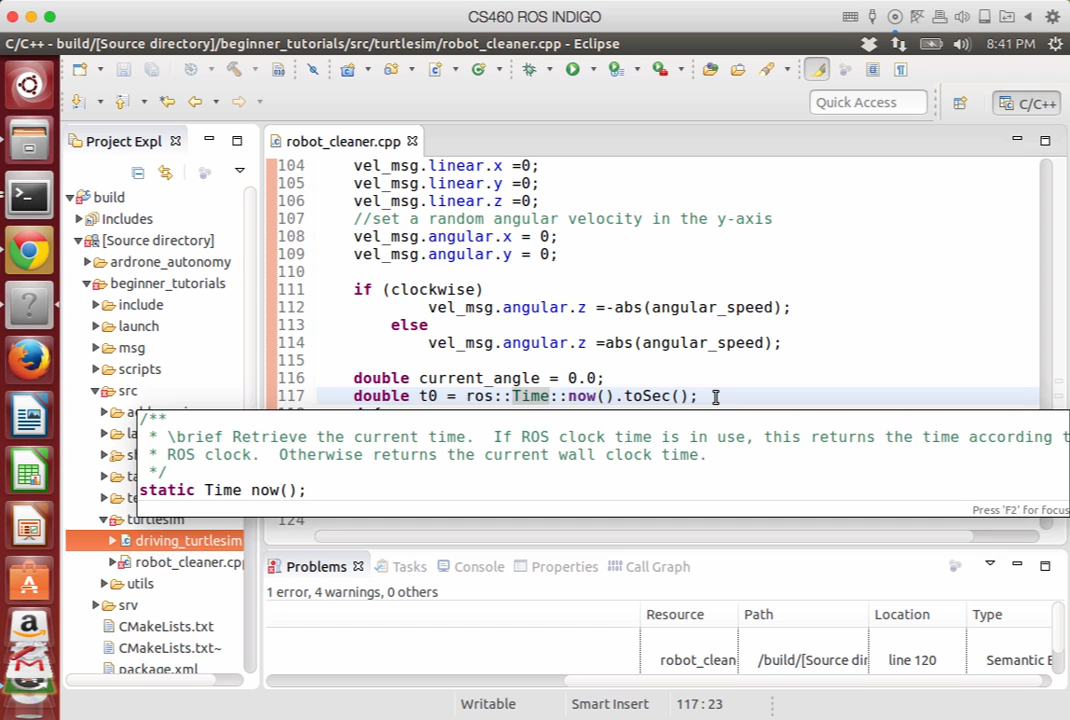 CS460 ROS INDIGO
C/C++ - build/[Source directory]/beginner_tutorials/src/turtlesim/robot_cleaner.cpp - Eclipse
8:41 PM
Quick Access
C/C++
Project Expl
build
Includes
[Source directory]
ardrone_autonomy
beginner_tutorials
include
launch
msg
scripts
src
turtlesim
driving_turtlesim
robot_cleaner.cpp
utils
srv
CMakeLists.txt
CMakeLists.txt~
package.xml
robot_cleaner.cpp
104 vel_msg.linear.x =0;
105 vel_msg.linear.y =0;
106 vel_msg.linear.z =0;
107 //set a random angular velocity in the y-axis
108 vel_msg.angular.x = 0;
109 vel_msg.angular.y = 0;
110
111 if (clockwise)
112 vel_msg.angular.z =-abs(angular_speed);
113 else
114 vel_msg.angular.z =abs(angular_speed);
115
116 double current_angle = 0.0;
117 double t0 = ros::Time::now().toSec();
/**
* \brief Retrieve the current time.  If ROS clock time is in use, this returns the time according t
* ROS clock.  Otherwise returns the current wall clock time.
*/
static Time now();
Press 'F2' for focus
124
Problems
Tasks
Console
Properties
Call Graph
1 error, 4 warnings, 0 others
Resource Path Location Type
robot_clean /build/[Source dir line 120 Semantic E
Writable Smart Insert 117 : 23